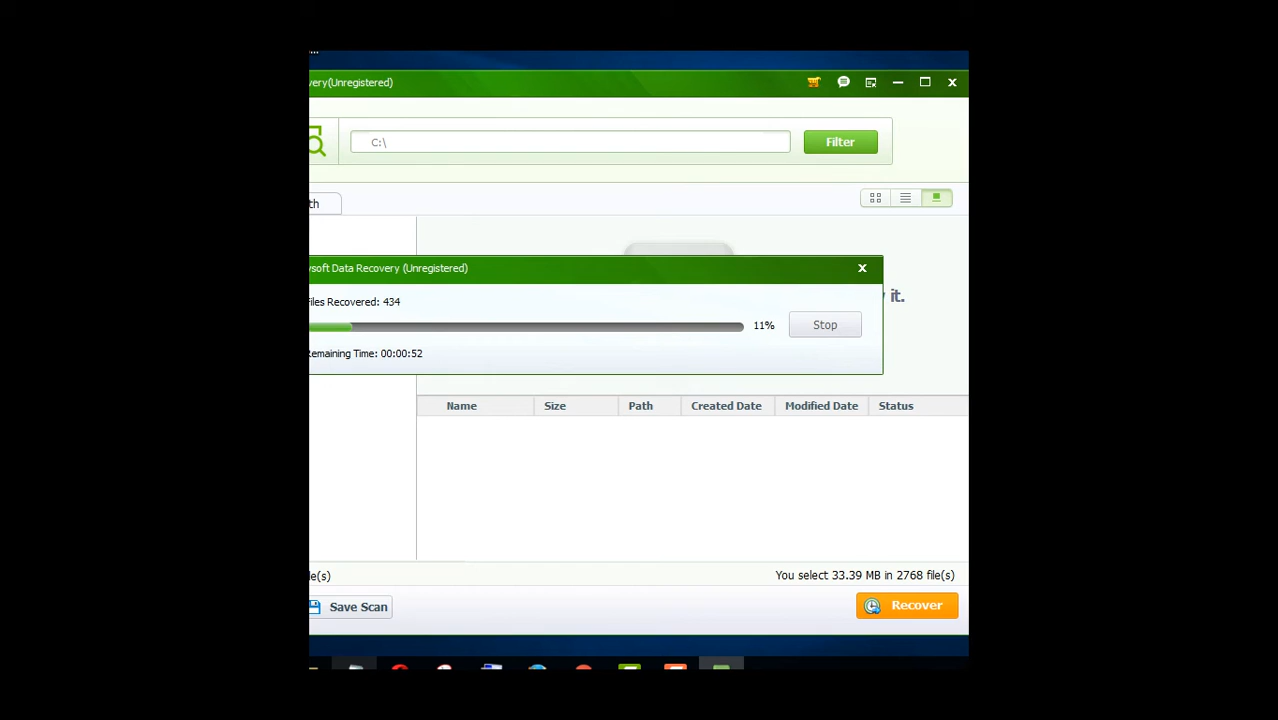 ...
very(Unregistered)
C:\
Filter
th
ysoft Data Recovery (Unregistered)
Files Recovered: 434
11%
Stop
it.
Remaining Time: 00:00:52
Name Size Path Created Date Modified Date Status
le(s)
You select 33.39 MB in 2768 file(s)
Save Scan
Recover